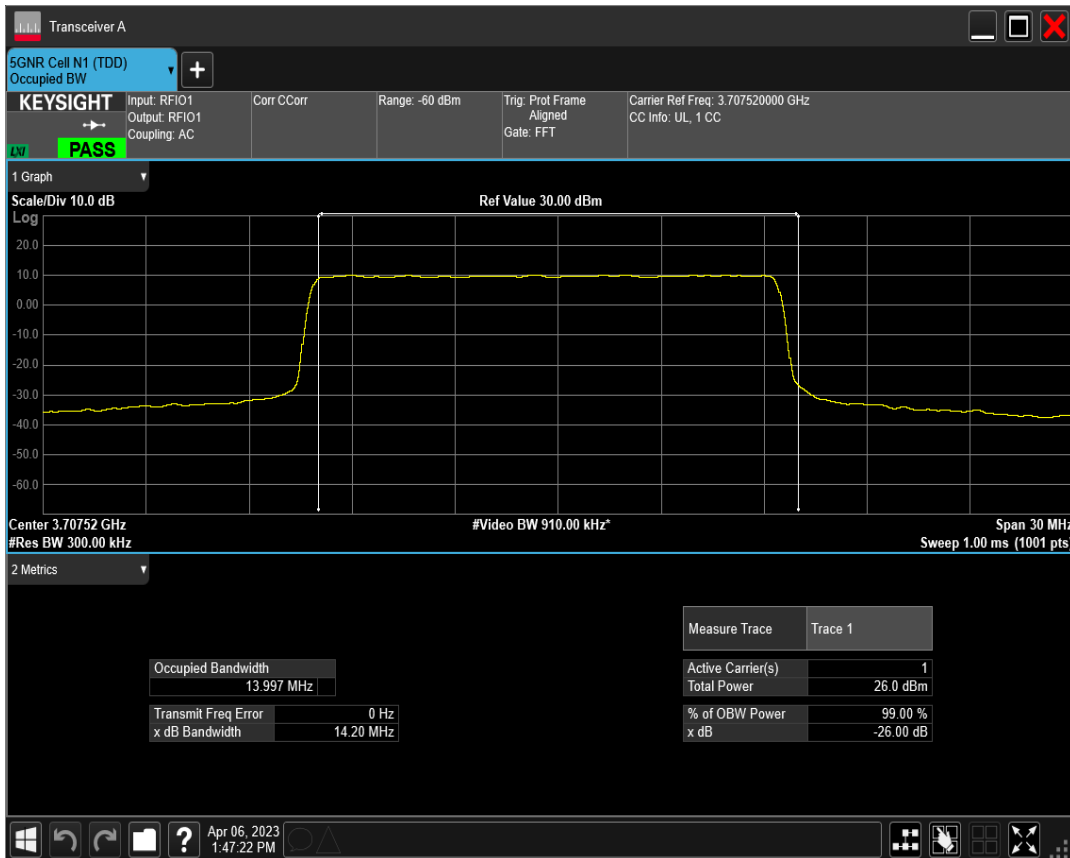 Transceiver A
5GNR Cell N1 (TDD)
Occupied BW
+
KEYSIGHT
LXI
PASS
Input: RFIO1
Output: RFIO1
Coupling: AC
Corr CCorr
Range: -60 dBm
Trig: Prot Frame
Aligned
Gate: FFT
Carrier Ref Freq: 3.707520000 GHz
CC Info: UL, 1 CC
1 Graph
Scale/Div 10.0 dB
Ref Value 30.00 dBm
Log
20.0
10.0
0.00
-10.0
-20.0
-30.0
-40.0
-50.0
-60.0
Center 3.70752 GHz
#Video BW 910.00 kHz*
Span 30 MHz
#Res BW 300.00 kHz
Sweep 1.00 ms (1001 pts)
2 Metrics
Measure Trace Trace 1
Occupied Bandwidth
13.997 MHz
Active Carrier(s) 1
Total Power 26.0 dBm
Transmit Freq Error 0 Hz
x dB Bandwidth 14.20 MHz
% of OBW Power 99.00 %
x dB -26.00 dB
?
Apr 06, 2023
1:47:22 PM